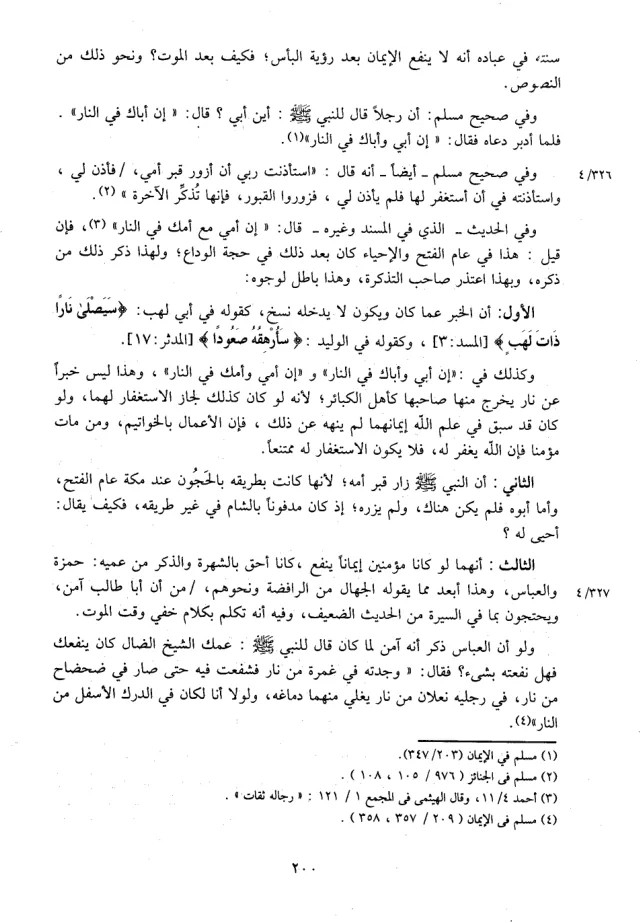 سنته في عباده أنه لا ينفع الإيمان بعد رؤية البأس؛ فكيف بعد الموت؟ ونحو ذلك من
النصوص.
وفي صحيح مسلم: أن رجلاً قال للنبي ﷺ : أين أبي ؟ قال: « إن أباك في النار» .
فلما أدبر دعاه فقال: « إن أبي وأباك في النار»(١).
٤/٣٢٦
وفي صحيح مسلم ـ أيضاً ـ أنه قال : «استأذنت ربي أن أزور قبر أمي، /فأذن لي ،
واستأذنته في أن أستغفر لها فلم يأذن لي ، فزوروا القبور، فإنها تُذكِّر الآخرة » (٢).
وفي الحديث ـ الذي في المسند وغيره ـ قال: « إن أمي مع أمك في النار» (٣)، فإن
قيل : هذا في عام الفتح والإحياء كان بعد ذلك في حجة الوداع؛ ولهذا ذكر ذلك من
ذكره، وبهذا اعتذر صاحب التذكرة، وهذا باطل لوجوه:
الأول: أن الخبر عما كان ويكون لا يدخله نسخ، كقوله في أبي لهب: ﴿سَيَصْلَىٰ نَارًا
ذَاتَ لَهَبٍ﴾ [المسد:٣] ، وكقوله في الوليد :﴿سَأُرْهِقُهُ صَعُودًا﴾ [المدثر:١٧].
وكذلك في :«إن أبي وأباك في النار» و «إن أمي وأمك في النار» ، وهذا ليس خبراً
عن نار يخرج منها صاحبها كأهل الكبائر؛ لأنه لو كان كذلك لجاز الاستغفار لهما، ولو
كان قد سبق في علم الله إيمانهما لم ينهه عن ذلك ، فإن الأعمال بالخواتيم، ومن مات
مؤمنا فإن الله يغفر له، فلا يكون الاستغفار له ممتنعاً.
الثاني : أن النبي ﷺ زار قبر أمه؛ لأنها كانت بطريقه بالحَجُون عند مكة عام الفتح،
وأما أبوه فلم يكن هناك، ولم يزره؛ إذ كان مدفوناً بالشام في غير طريقه، فكيف يقال:
أحيى له ؟
الثالث : أنهما لو كانا مؤمنين إيماناً ينفع ،كانا أحق بالشهرة والذكر من عميه: حمزة
٤/٣٢٧
والعباس، وهذا أبعد مما يقوله الجهال من الرافضة ونحوهم، /من أن أبا طالب آمن،
ويحتجون بما في السيرة من الحديث الضعيف، وفيه أنه تكلم بكلام خفي وقت الموت.
ولو أن العباس ذكر أنه آمن لما كان قال للنبي ﷺ : عمك الشيخ الضال كان ينفعك
فهل نفعته بشىء؟ فقال: « وجدته في غمرة من نار فشفعت فيه حتى صار في ضحضاح
من نار، في رجليه نعلان من نار يغلي منهما دماغه، ولولا أنا لكان في الدرك الأسفل من
النار»(٤).
(١) مسلم في الإيمان (٣٤٧/٢٠٣).
(٢) مسلم فى الجنائز ( ٩٧٦ / ١٠٥ ، ١٠٨ ) .
(٣) أحمد ١١/٤، وقال الهيثمى فى المجمع ١ / ١٢١ : « رجاله ثقات » .
(٤) مسلم فى الإيمان ( ٢٠٩ / ٣٥٧ ، ٣٥٨ ) .
٢٠٠